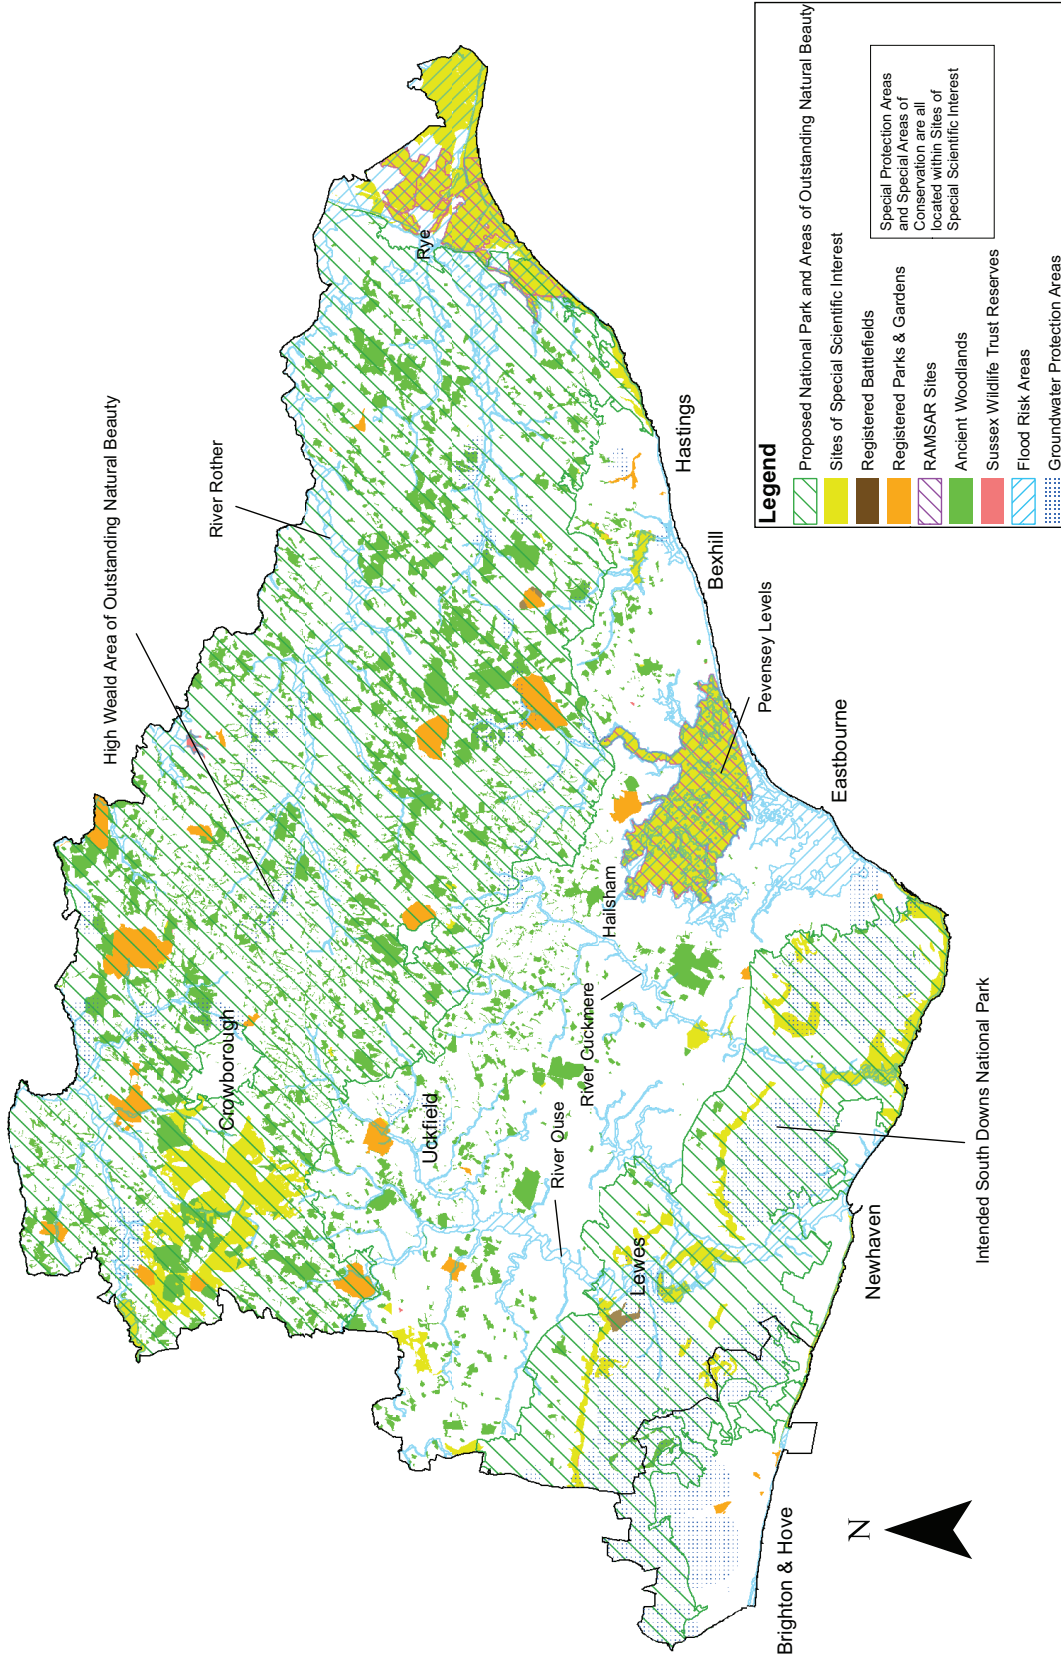 High Weald Area of Outstanding Natural Beauty
River Rother
Rye
Crowborough
Uckfield
Hastings
Bexhill
Pevensey Levels
Hailsham
Eastbourne
River Cuckmere
River Ouse
Lewes
Newhaven
Intended South Downs National Park
Brighton & Hove
N
Legend
Proposed National Park and Areas of Outstanding Natural Beauty
Sites of Special Scientific Interest
Registered Battlefields
Registered Parks & Gardens
RAMSAR Sites
Ancient Woodlands
Sussex Wildlife Trust Reserves
Flood Risk Areas
Groundwater Protection Areas
Special Protection Areas
and Special Areas of
Conservation are all
located within Sites of
Special Scientific Interest